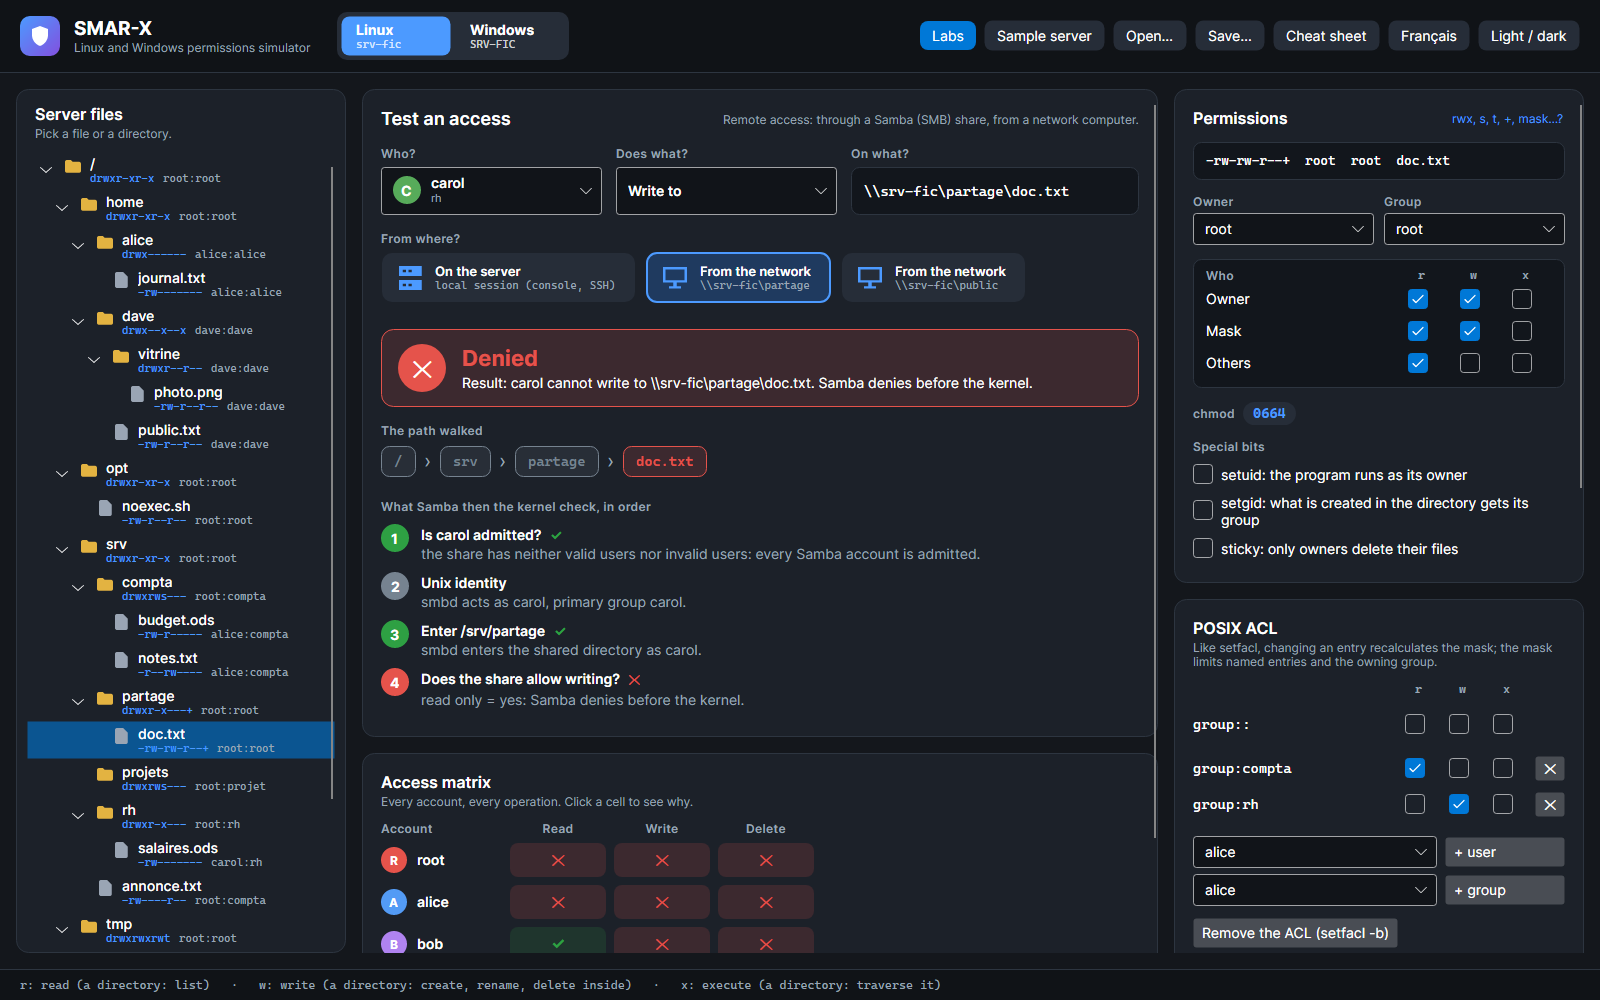 SMAR-X
Linux and Windows permissions simulator
Linux
srv-fic
Windows
SRV-FIC
Labs
Sample server
Open...
Save...
Cheat sheet
Français
Light / dark
Server files
Pick a file or a directory.
/
drwxr-xr-x root:root
home
drwxr-xr-x root:root
alice
drwx------ alice:alice
journal.txt
-rw------- alice:alice
dave
drwx--x--x dave:dave
vitrine
drwxr--r-- dave:dave
photo.png
-rw-r--r-- dave:dave
public.txt
-rw-r--r-- dave:dave
opt
drwxr-xr-x root:root
noexec.sh
-rw-r--r-- root:root
srv
drwxr-xr-x root:root
compta
drwxrws--- root:compta
budget.ods
-rw-r----- alice:compta
notes.txt
-r--rw---- alice:compta
partage
drwxr-x---+ root:root
doc.txt
-rw-rw-r--+ root:root
projets
drwxrws--- root:projet
rh
drwxr-x--- root:rh
salaires.ods
-rw------- carol:rh
annonce.txt
-rw----r-- root:compta
tmp
drwxrwxrwt root:root
Test an access
Remote access: through a Samba (SMB) share, from a network computer.
Who?
Does what?
On what?
C
carol
rh
Write to
\\srv-fic\partage\doc.txt
From where?
On the server
local session (console, SSH)
From the network
\\srv-fic\partage
From the network
\\srv-fic\public
Denied
Result: carol cannot write to \\srv-fic\partage\doc.txt. Samba denies before the kernel.
The path walked
/ › srv › partage › doc.txt
What Samba then the kernel check, in order
1 Is carol admitted? ✓
the share has neither valid users nor invalid users: every Samba account is admitted.
2 Unix identity
smbd acts as carol, primary group carol.
3 Enter /srv/partage ✓
smbd enters the shared directory as carol.
4 Does the share allow writing? ✕
read only = yes: Samba denies before the kernel.
Access matrix
Every account, every operation. Click a cell to see why.
Account Read Write Delete
R root ✕ ✕ ✕
A alice ✕ ✕ ✕
B bob ✓ ✕ ✕
Permissions
rwx, s, t, +, mask...?
-rw-rw-r--+ root root doc.txt
Owner
Group
root
root
Who r w x
Owner
Mask
Others
chmod 0664
Special bits
setuid: the program runs as its owner
setgid: what is created in the directory gets its
group
sticky: only owners delete their files
POSIX ACL
Like setfacl, changing an entry recalculates the mask; the mask
limits named entries and the owning group.
r w x
group::
group:compta
group:rh
alice
+ user
alice
+ group
Remove the ACL (setfacl -b)
r: read (a directory: list) · w: write (a directory: create, rename, delete inside) · x: execute (a directory: traverse it)